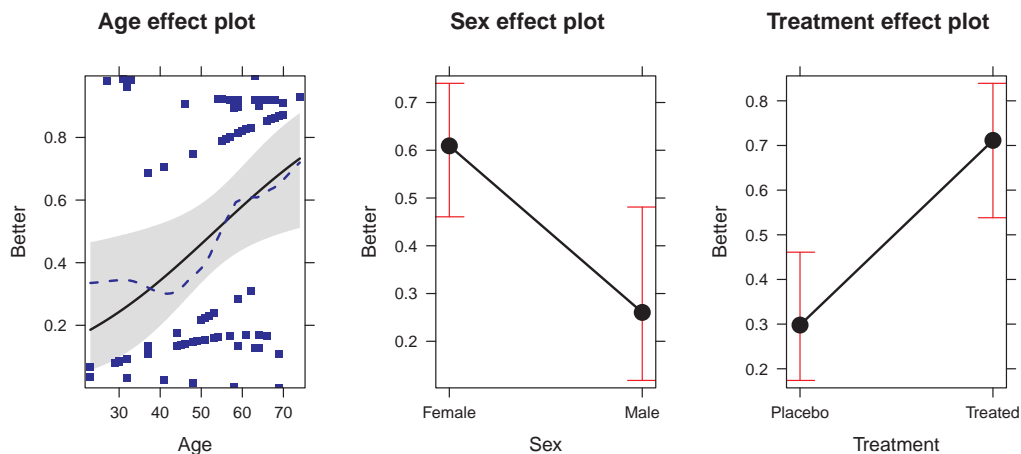 Age effect plot
Better
0.8
0.6
0.4
0.2
30 40 50 60 70
Age
Sex effect plot
Better
0.7
0.6
0.5
0.4
0.3
0.2
Female Male
Sex
Treatment effect plot
Better
0.8
0.7
0.6
0.5
0.4
0.3
0.2
Placebo Treated
Treatment